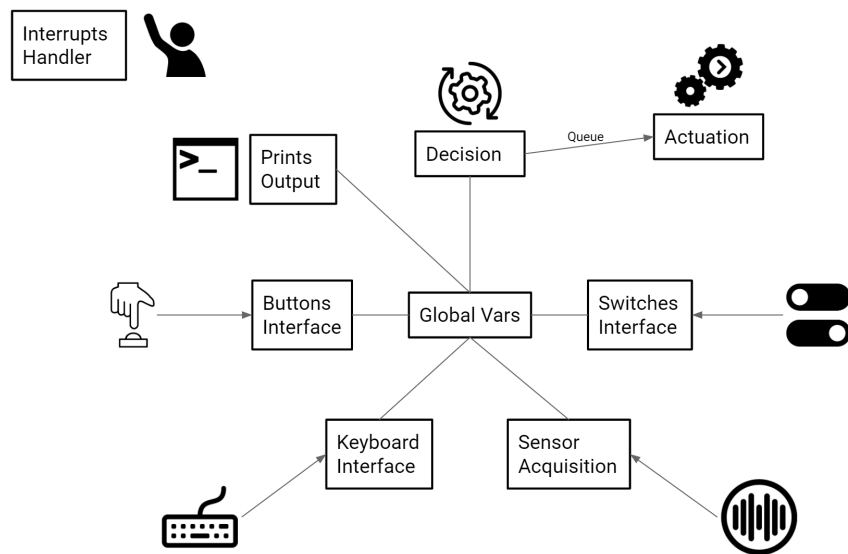 Interrupts
Handler
Prints
Output
>_
Decision
Queue
Actuation
Buttons
Interface
Global Vars
Switches
Interface
Keyboard
Interface
Sensor
Acquisition